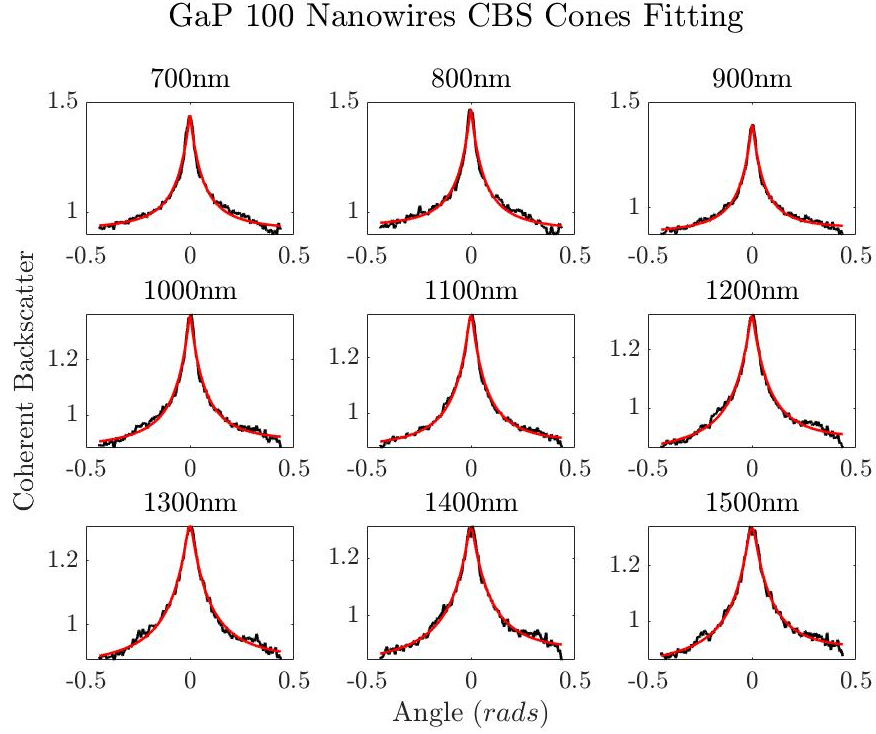 GaP 100 Nanowires CBS Cones Fitting
700nm 800nm 900nm
1.5 1.5 1.5
1 1 1
-0.5 0 0.5 -0.5 0 0.5 -0.5 0 0.5
1000nm 1100nm 1200nm
1.2 1.2 1.2
1 1 1
-0.5 0 0.5 -0.5 0 0.5 -0.5 0 0.5
1300nm 1400nm 1500nm
1.2 1.2 1.2
1 1 1
-0.5 0 0.5 -0.5 0 0.5 -0.5 0 0.5
Coherent Backscatter
Angle (rads)